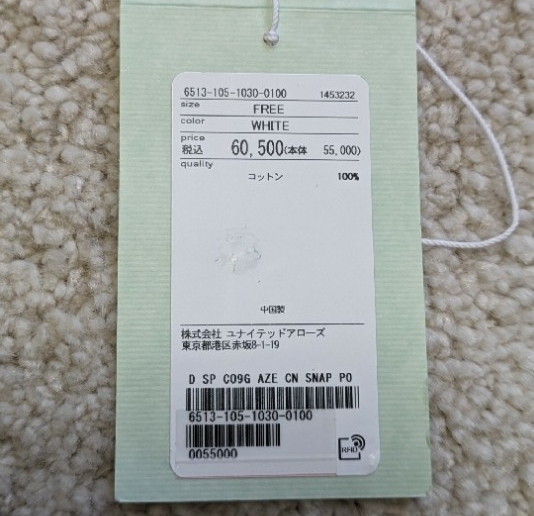 6513-105-1030-0100 1453232
size
FREE
color
WHITE
price
税込 60,500(本体 55,000)
quality
コットン 100%
中国製
株式会社 ユナイテッドアローズ
東京都港区赤坂8-1-19
D SP C09G AZE CN SNAP PO
6513-105-1030-0100
0055000
RFID